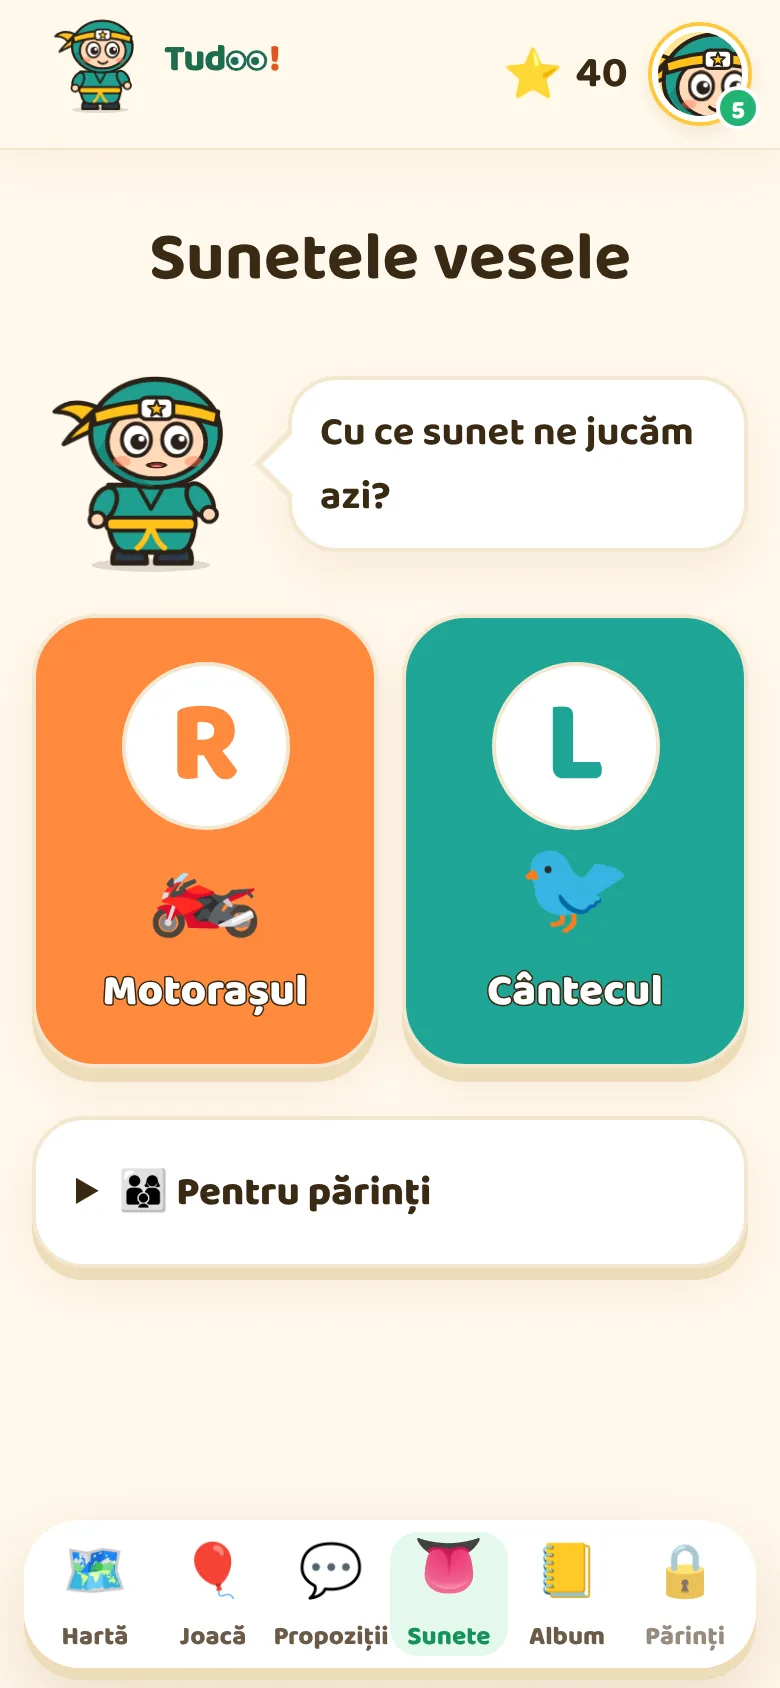 Tudoo!
40
5
Sunetele vesele
Cu ce sunet ne jucăm
azi?
R
L
Motorașul
Cântecul
Pentru părinți
Hartă
Joacă
Propoziții
Sunete
Album
Părinți